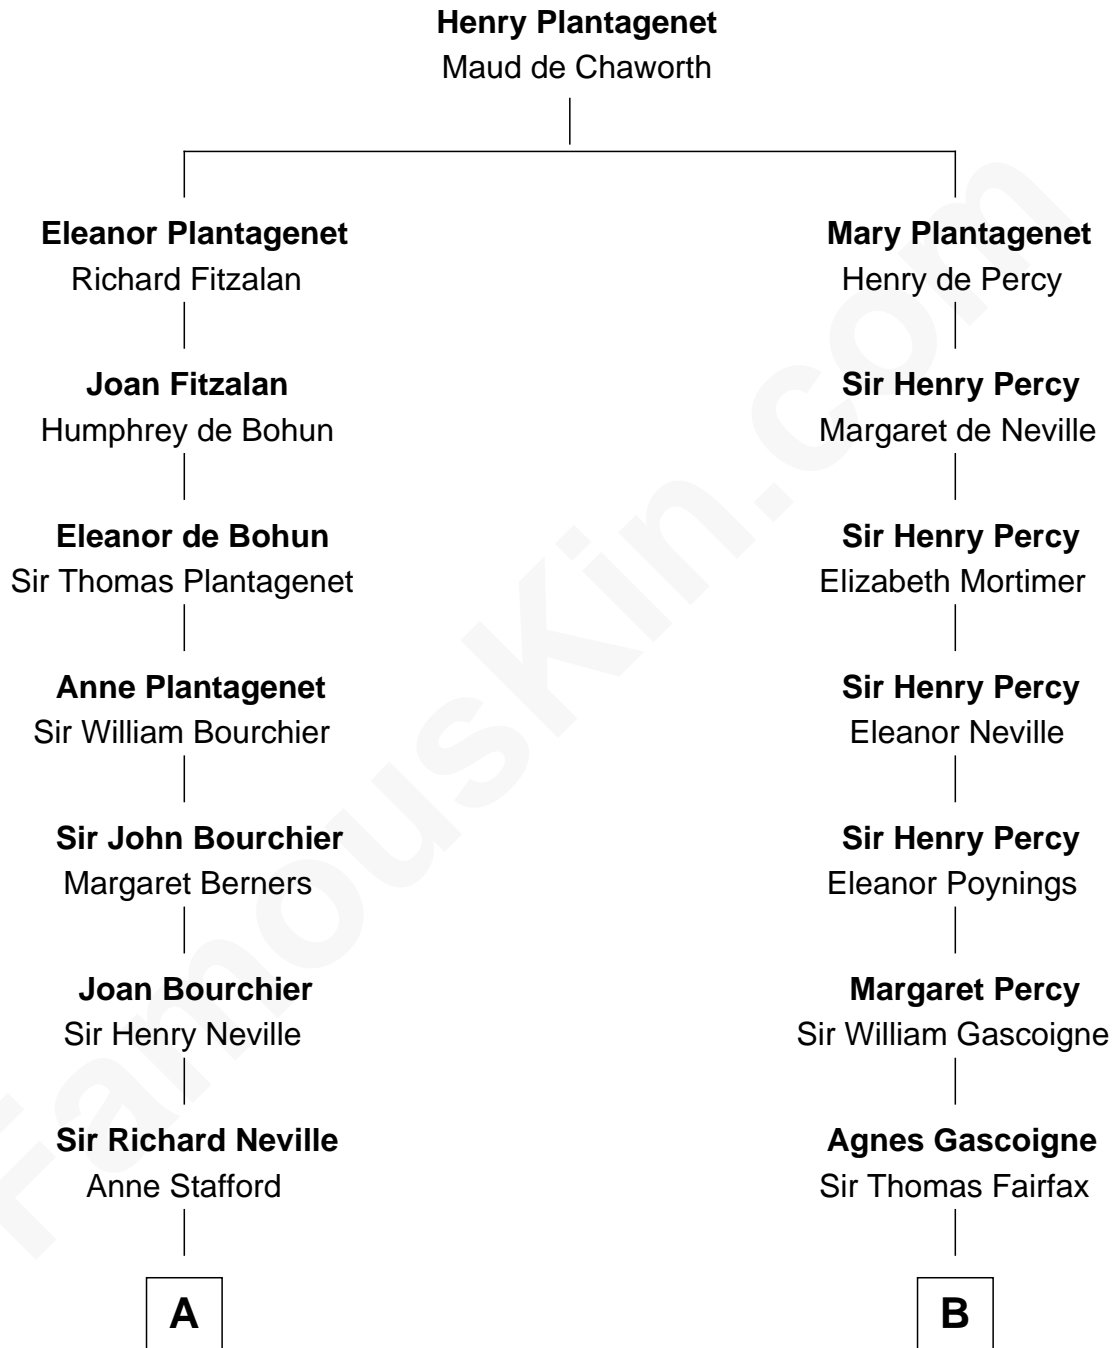 Henry Plantagenet
Maud de Chaworth
Eleanor Plantagenet
Richard Fitzalan
Mary Plantagenet
Henry de Percy
Joan Fitzalan
Humphrey de Bohun
Sir Henry Percy
Margaret de Neville
Eleanor de Bohun
Sir Thomas Plantagenet
Sir Henry Percy
Elizabeth Mortimer
Anne Plantagenet
Sir William Bourchier
Sir Henry Percy
Eleanor Neville
Sir John Bourchier
Margaret Berners
Sir Henry Percy
Eleanor Poynings
Joan Bourchier
Sir Henry Neville
Margaret Percy
Sir William Gascoigne
Sir Richard Neville
Anne Stafford
Agnes Gascoigne
Sir Thomas Fairfax
A
B
FamousKin.com